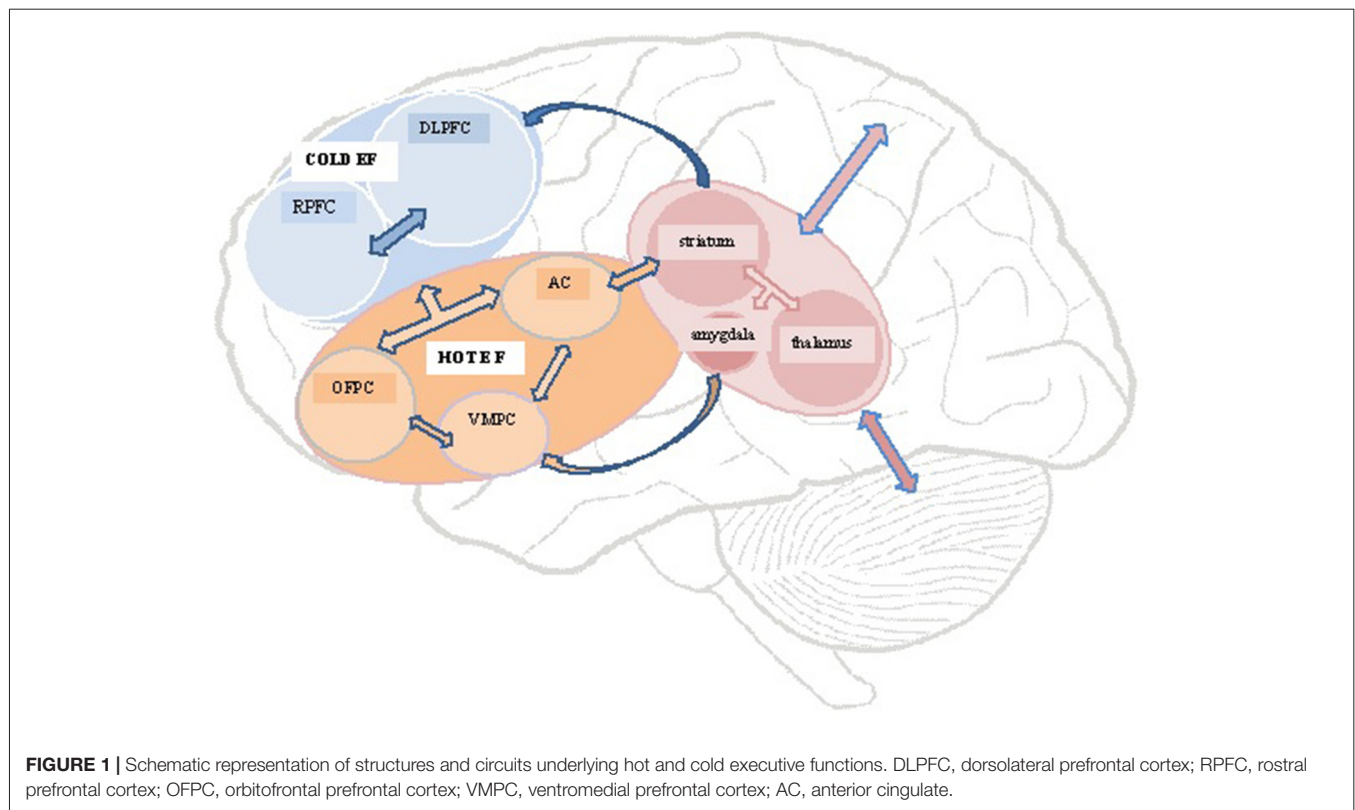 DLPFC
COLD EF
RPFC
striatum
AC
amygdala
thalamus
HOT EF
OFPC
VMPC
FIGURE 1 | Schematic representation of structures and circuits underlying hot and cold executive functions. DLPFC, dorsolateral prefrontal cortex; RPFC, rostral
prefrontal cortex; OFPC, orbitofrontal prefrontal cortex; VMPC, ventromedial prefrontal cortex; AC, anterior cingulate.